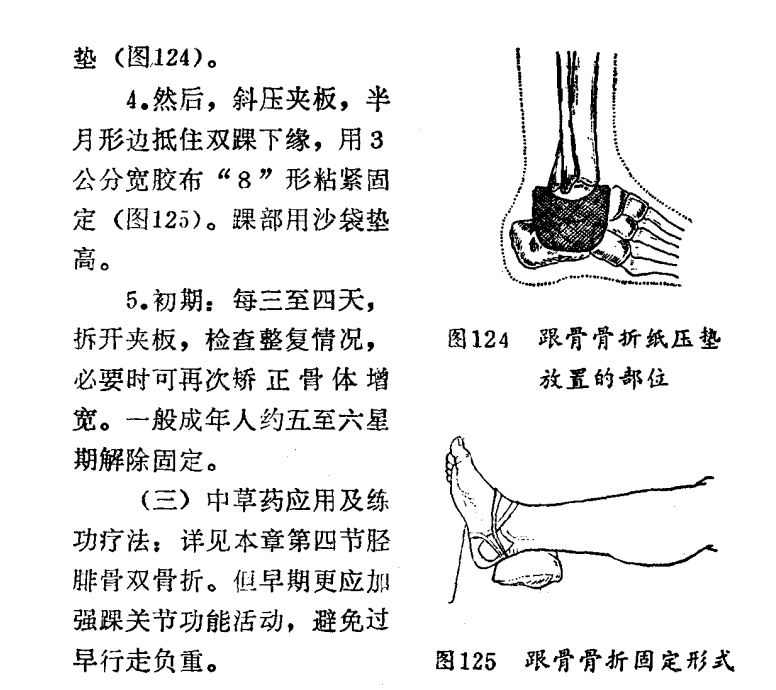 垫（图124）。
4.然后，斜压夹板，半
月形边抵住双踝下缘，用3
公分宽胶布“8”形粘紧固
定（图125）。踝部用沙袋垫
高。
5.初期：每三至四天，
拆开夹板，检查整复情况，
必要时可再次矫正骨体增
宽。一般成年人约五至六星
期解除固定。
（三）中草药应用及练
功疗法：详见本章第四节胫
腓骨双骨折。但早期更应加
强踝关节功能活动，避免过
早行走负重。
图124 跟骨骨折纸压垫
放置的部位
图125 跟骨骨折固定形式